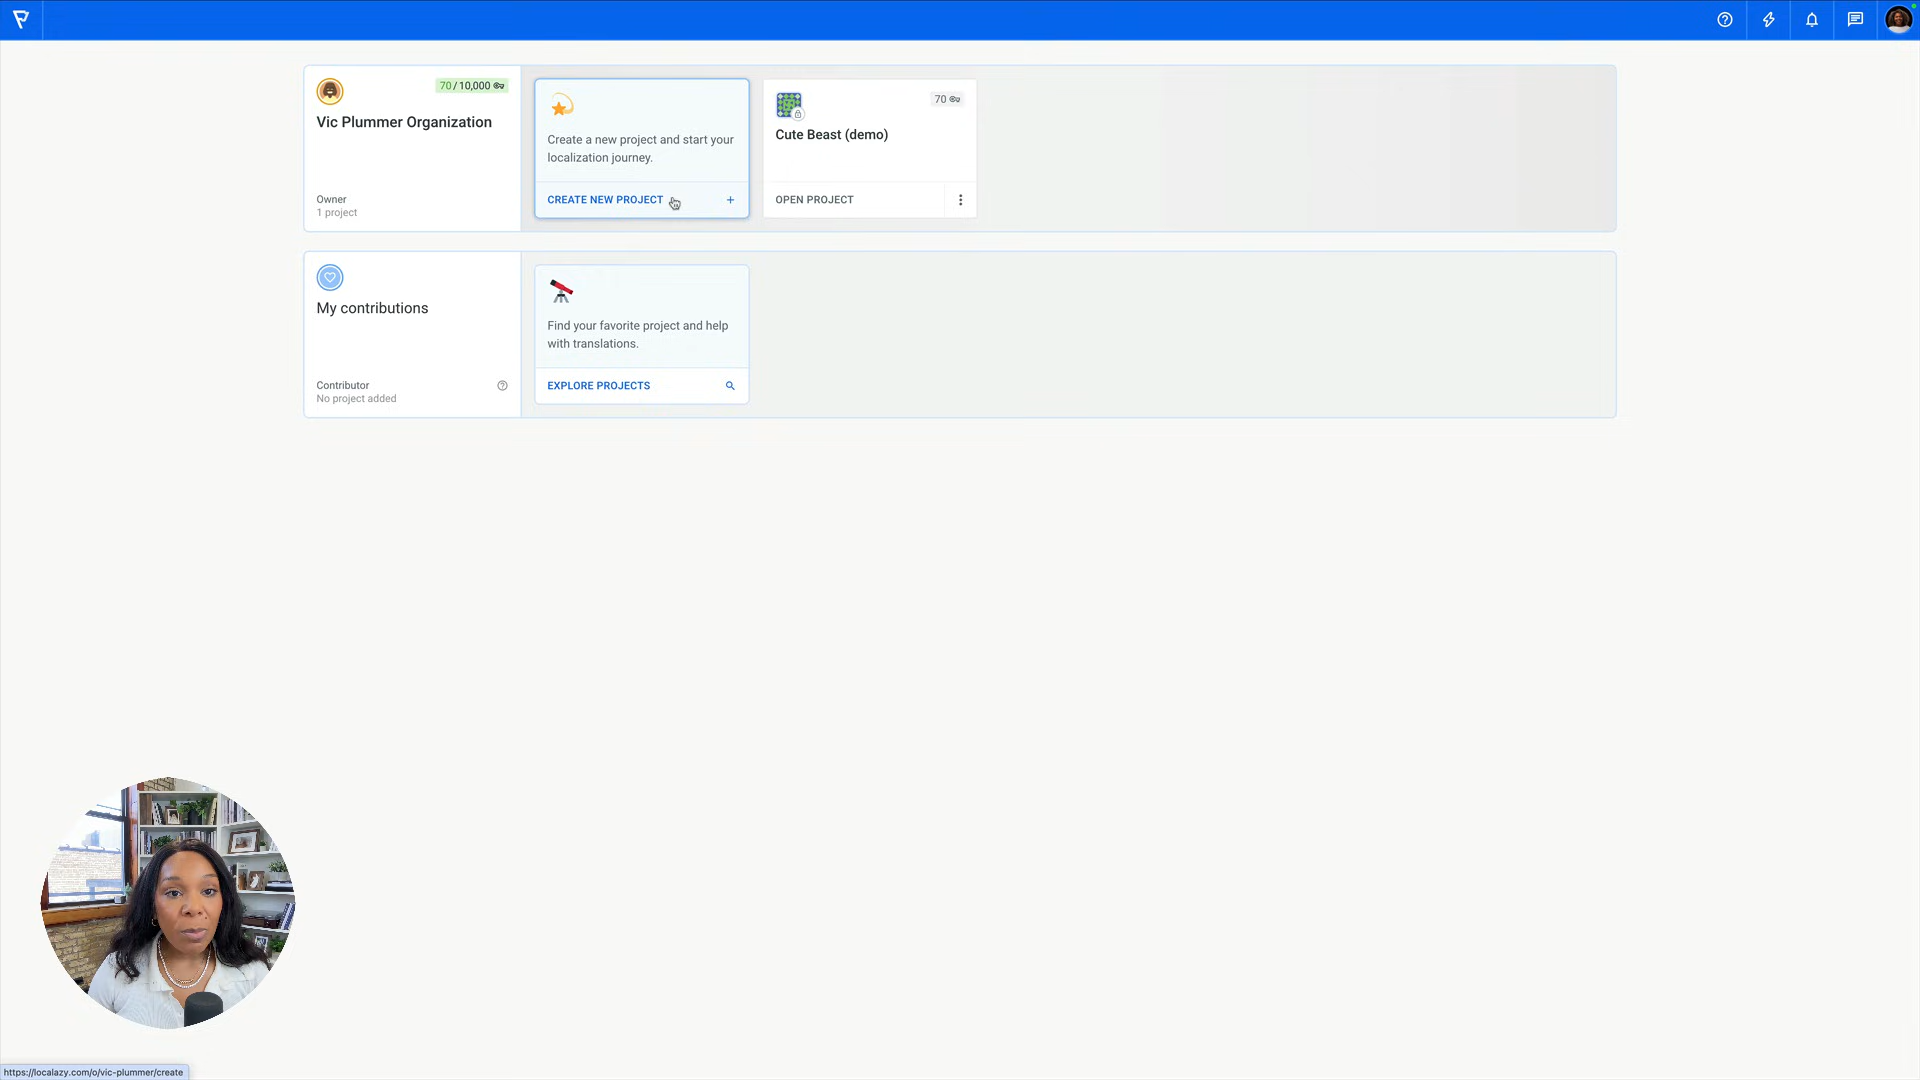 70/10,000
Vic Plummer Organization
Owner
1 project
Create a new project and start your
localization journey.
CREATE NEW PROJECT
70
Cute Beast (demo)
OPEN PROJECT
My contributions
Contributor
No project added
Find your favorite project and help
with translations.
EXPLORE PROJECTS
https://localazy.com/o/vic-plummer/create